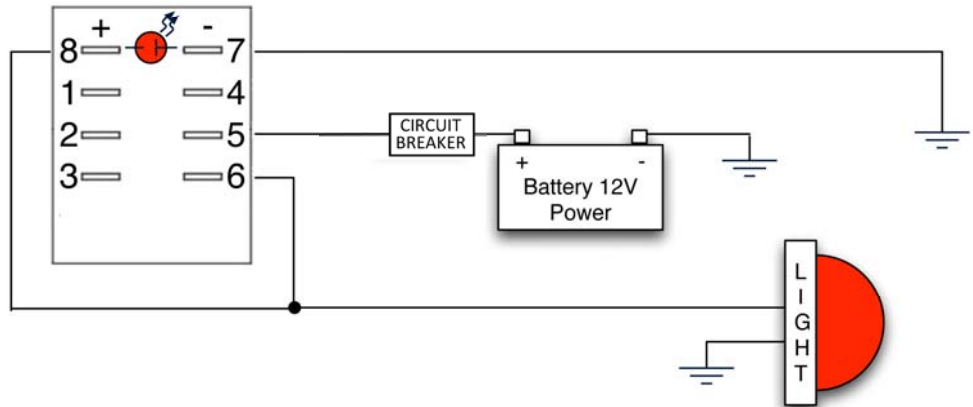 + -
8 7
1 4
2 5
3 6
CIRCUIT
BREAKER
+ -
Battery 12V
Power
L
I
G
H
T